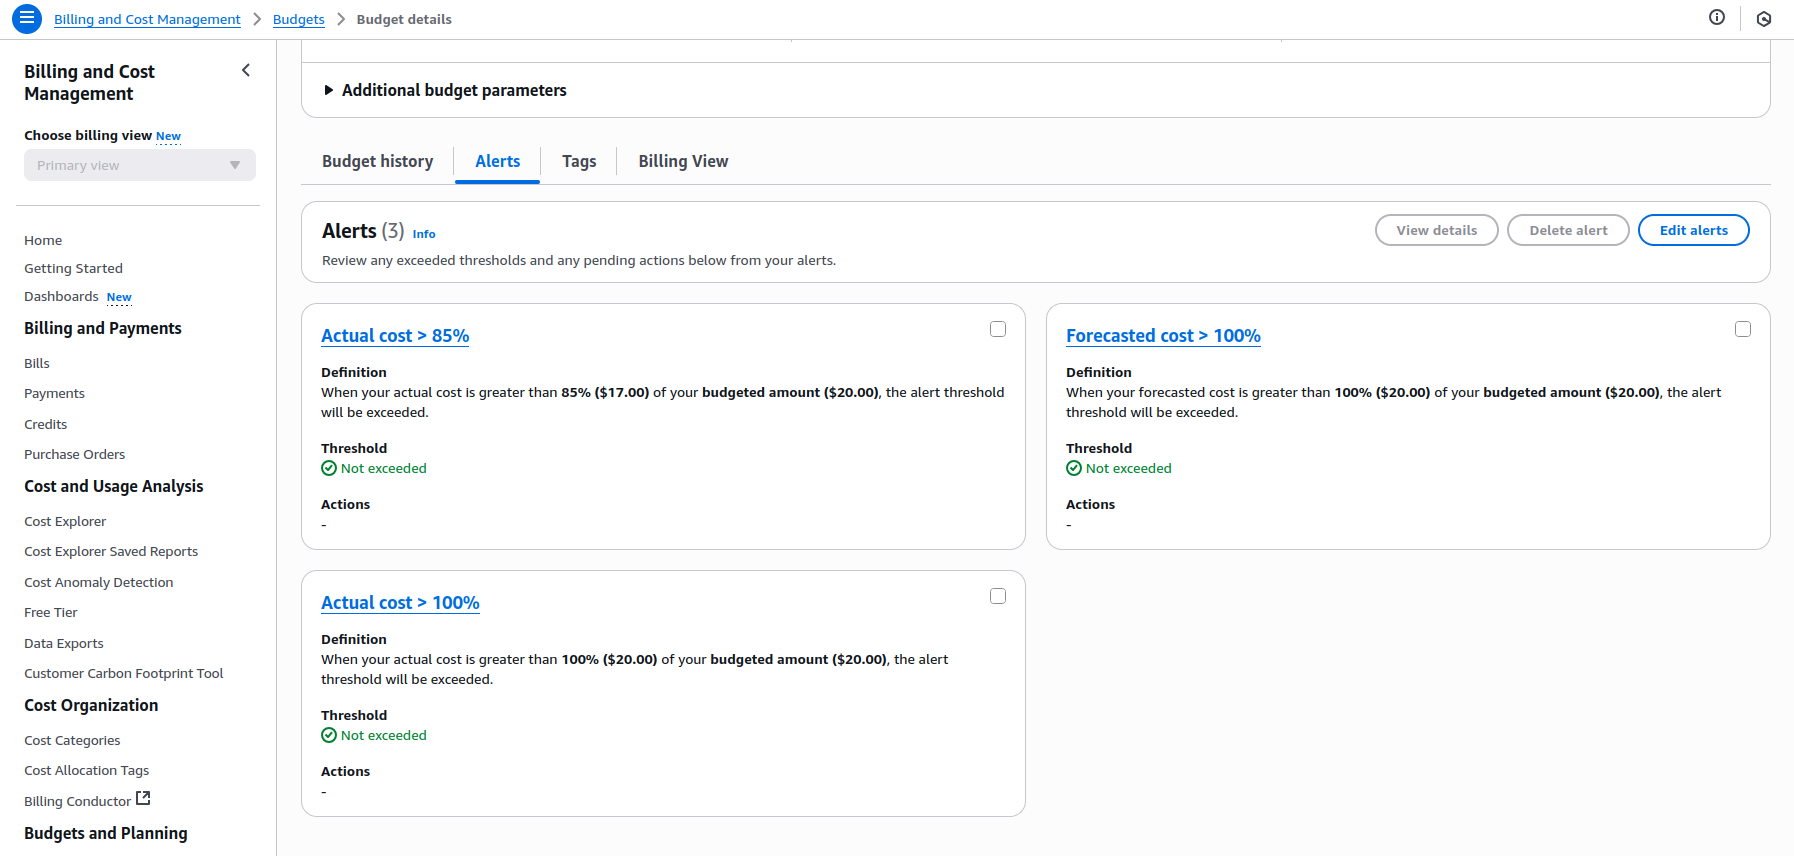 Billing and Cost Management > Budgets > Budget details
Billing and Cost
Management
Choose billing view New
Primary view
Home
Getting Started
Dashboards New
Billing and Payments
Bills
Payments
Credits
Purchase Orders
Cost and Usage Analysis
Cost Explorer
Cost Explorer Saved Reports
Cost Anomaly Detection
Free Tier
Data Exports
Customer Carbon Footprint Tool
Cost Organization
Cost Categories
Cost Allocation Tags
Billing Conductor
Budgets and Planning
Additional budget parameters
Budget history
Alerts
Tags
Billing View
Alerts (3) Info
Review any exceeded thresholds and any pending actions below from your alerts.
View details
Delete alert
Edit alerts
Actual cost > 85%
Definition
When your actual cost is greater than 85% ($17.00) of your budgeted amount ($20.00), the alert threshold
will be exceeded.
Threshold
Not exceeded
Actions
-
Forecasted cost > 100%
Definition
When your forecasted cost is greater than 100% ($20.00) of your budgeted amount ($20.00), the alert
threshold will be exceeded.
Threshold
Not exceeded
Actions
-
Actual cost > 100%
Definition
When your actual cost is greater than 100% ($20.00) of your budgeted amount ($20.00), the alert
threshold will be exceeded.
Threshold
Not exceeded
Actions
-